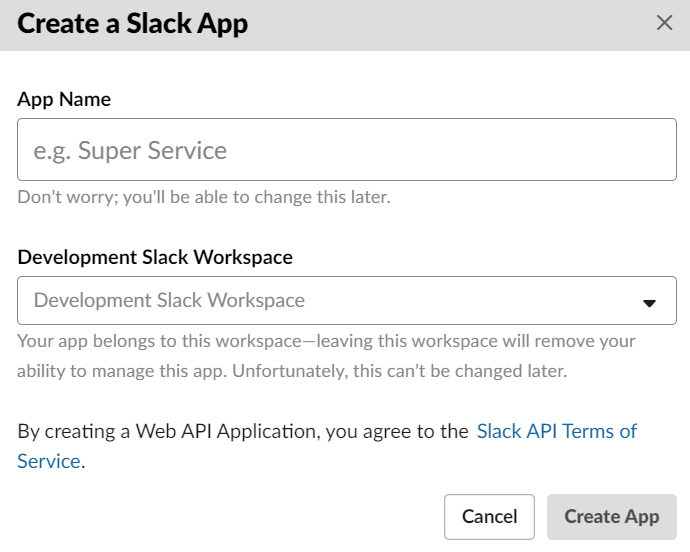 Create a Slack App
App Name
e.g. Super Service
Don't worry; you'll be able to change this later.
Development Slack Workspace
Development Slack Workspace
Your app belongs to this workspace—leaving this workspace will remove your
ability to manage this app. Unfortunately, this can't be changed later.
By creating a Web API Application, you agree to the Slack API Terms of
Service.
Cancel Create App